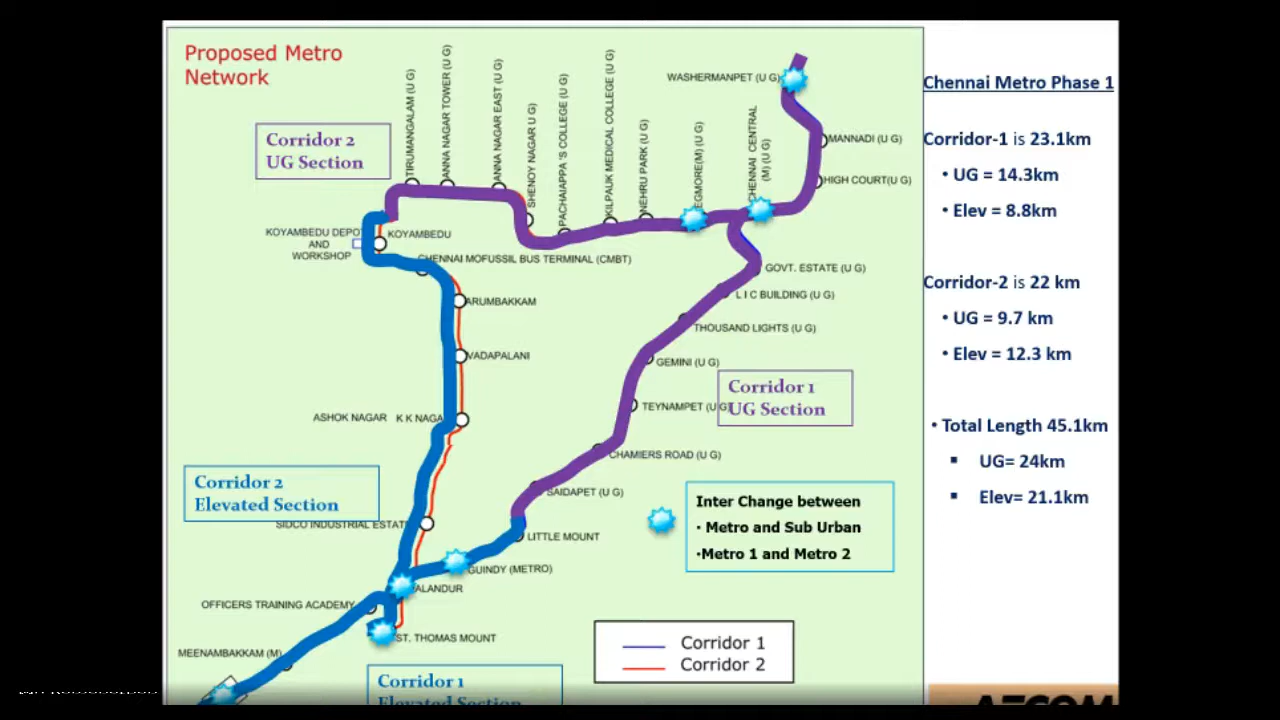 Proposed Metro
Network
WASHERMANPET (U G)
Chennai Metro Phase 1
TIRUMANGALAM (U G)
ANNA NAGAR TOWER (U G)
ANNA NAGAR EAST (U G)
SHENOY NAGAR U G)
PACHAIAPPA 'S COLLEGE (U G)
KILPAUK MEDICAL COLLEGE (U G)
NEHRU PARK (U G)
EGMORE(M) (U G)
CHENNAI CENTRAL
(M) (U G)
Corridor 2
UG Section
MANNADI (U G)
HIGH COURT(U G)
Corridor-1 is 23.1km
• UG = 14.3km
• Elev = 8.8km
KOYAMBEDU DEPO
AND
WORKSHOP
KOYAMBEDU
CHENNAI MOFUSSIL BUS TERMINAL (CMBT)
GOVT. ESTATE (U G)
L I C BUILDING (U G)
Corridor-2 is 22 km
• UG = 9.7 km
• Elev = 12.3 km
ARUMBAKKAM
THOUSAND LIGHTS (U G)
VADAPALANI
GEMINI (U G)
Corridor 1
UG Section
TEYNAMPET (U G)
ASHOK NAGAR K K NAGA
CHAMIERS ROAD (U G)
• Total Length 45.1km
▪ UG= 24km
▪ Elev= 21.1km
Corridor 2
Elevated Section
SAIDAPET (U G)
SIDCO INDUSTRIAL ESTATE
LITTLE MOUNT
Inter Change between
• Metro and Sub Urban
•Metro 1 and Metro 2
GUINDY (METRO)
ALANDUR
OFFICERS TRAINING ACADEMY
ST. THOMAS MOUNT
MEENAMBAKKAM (M)
Corridor 1
Corridor 2
Corridor 1
Elevated Section
AECOM